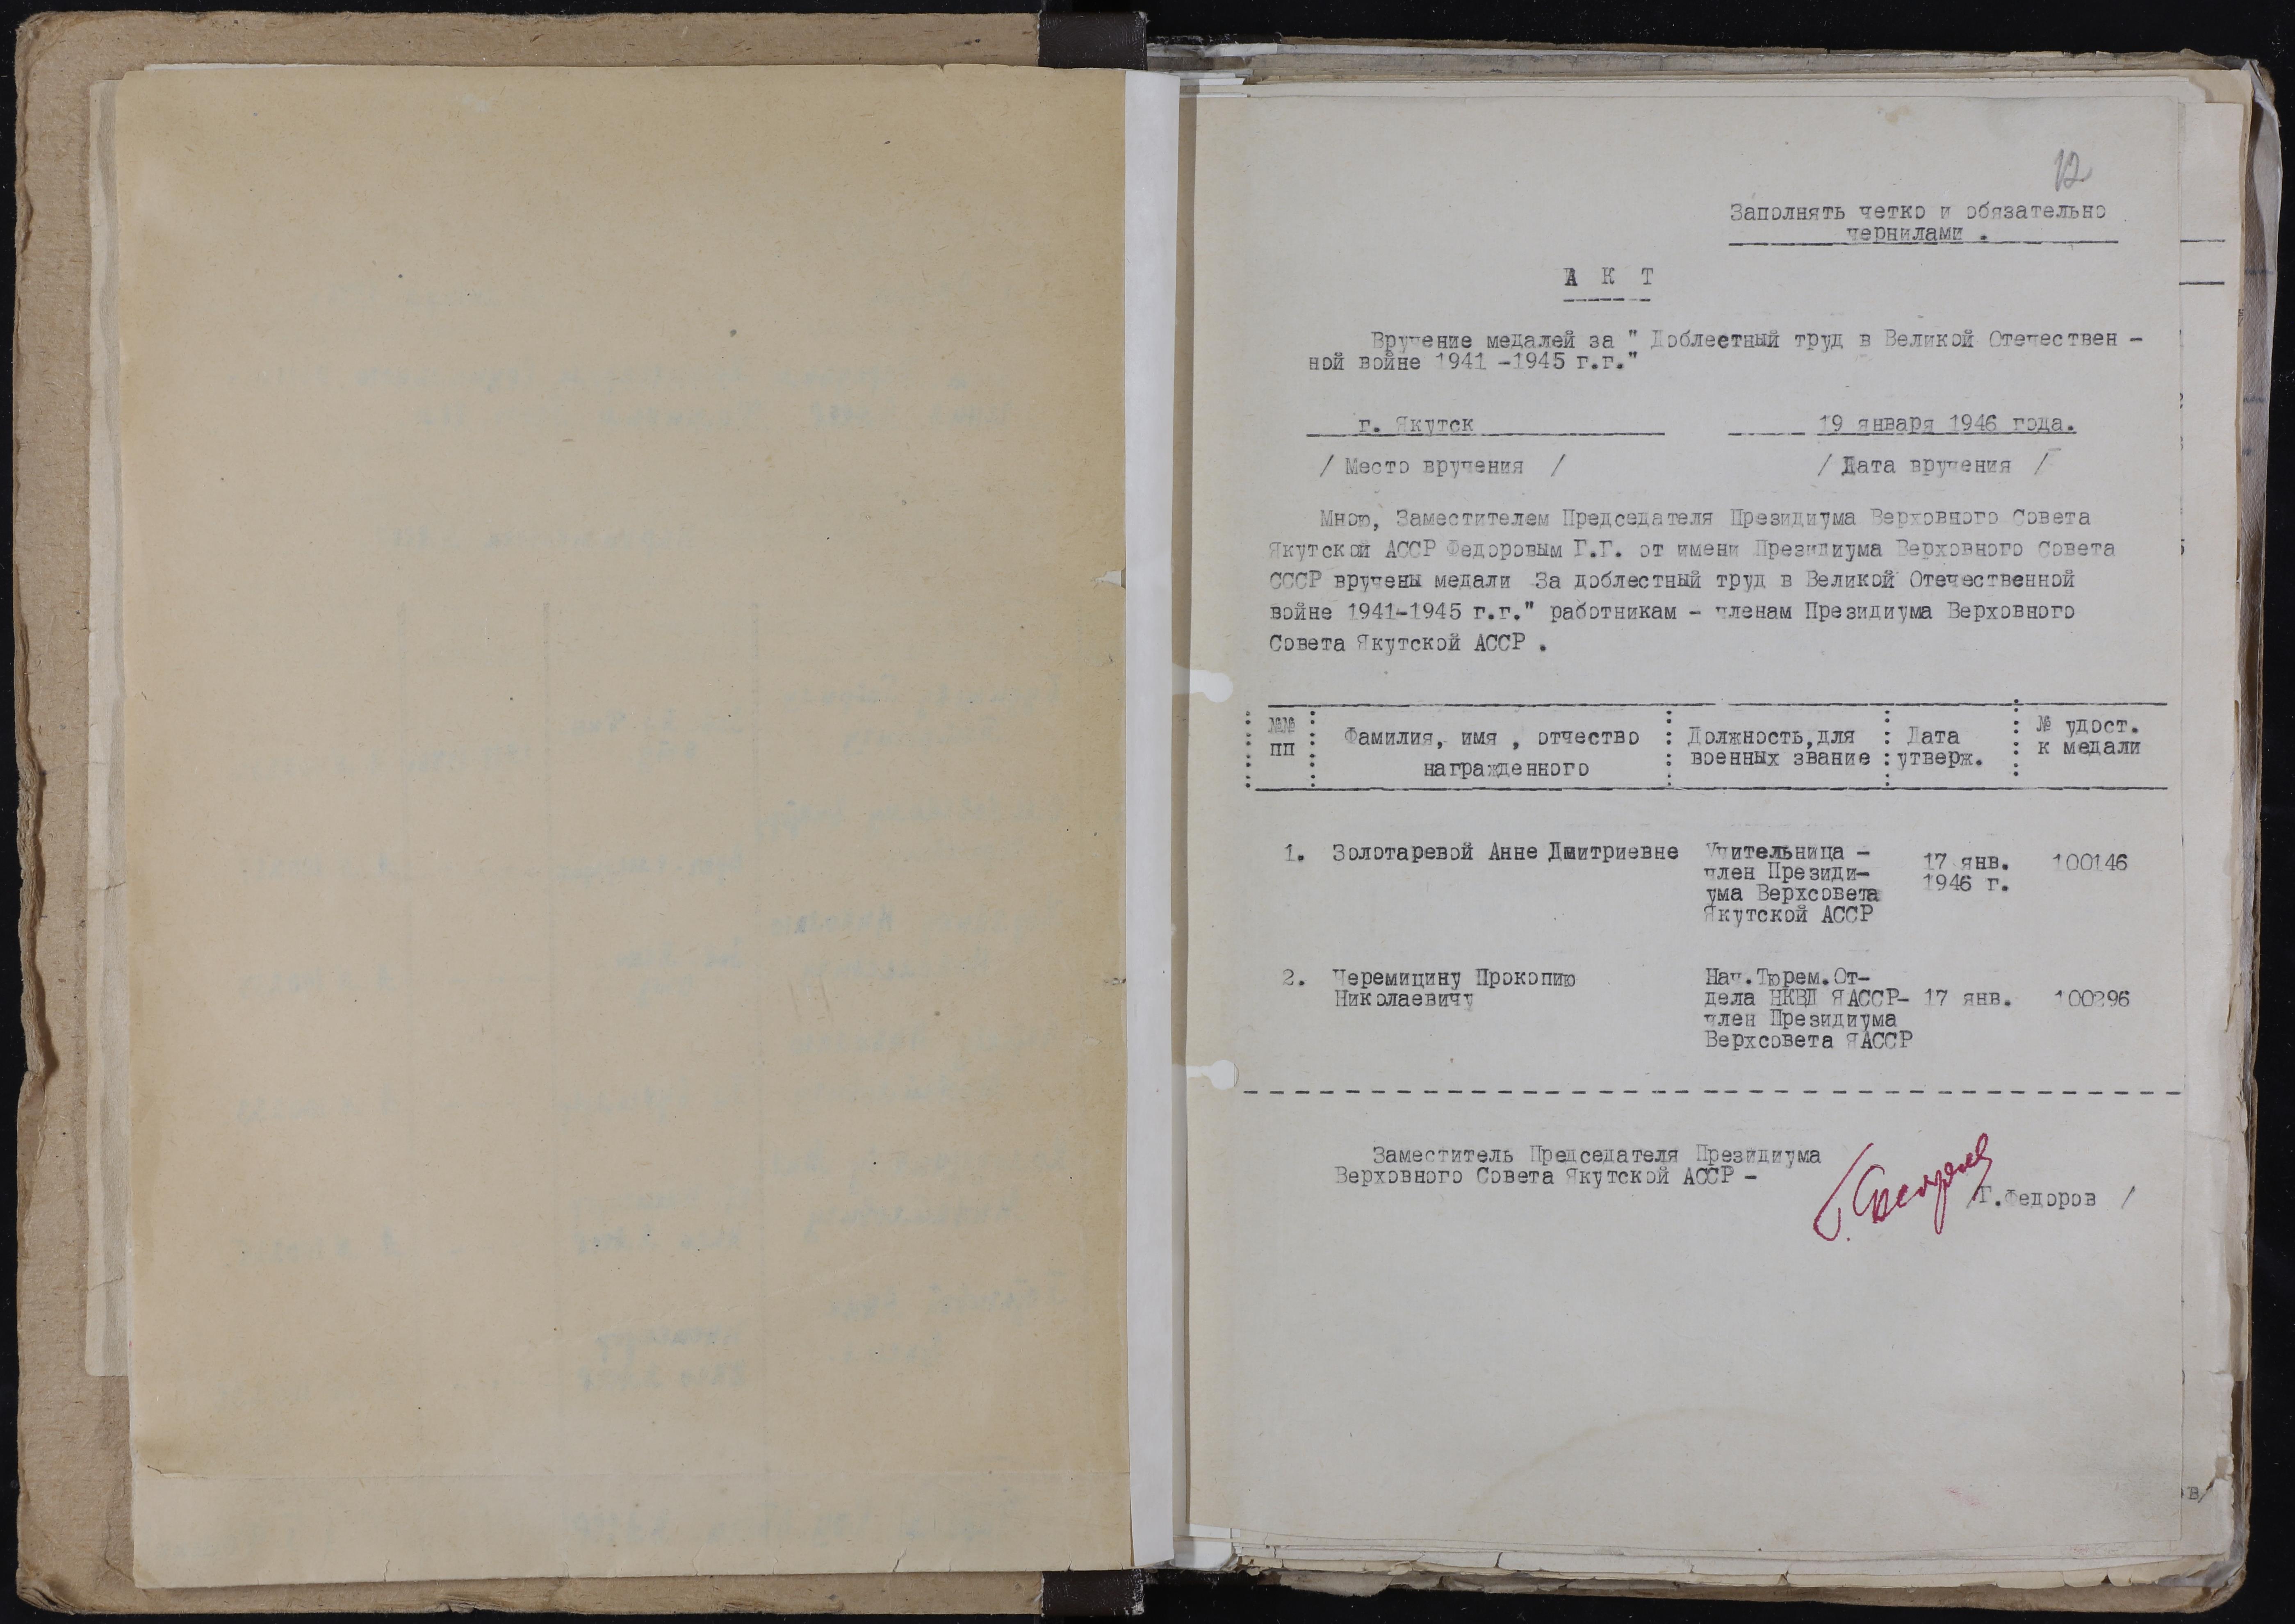 12
Заполнять четко и обязательно
чернилами .
А К Т
Вручение медалей за " Доблестный труд в Великой Отечествен -
ной войне 1941 -1945 г.г."
г. Якутск 19 января 1946 года.
/ Место вручения / / Дата вручения /
Мною, Заместителем Председателя Президиума Верховного Совета
Якутской АССР Федоровым Г.Г. от имени Президиума Верховного Совета
СССР вручены медали За доблестный труд в Великой Отечественной
войне 1941-1945 г.г." работникам - членам Президиума Верховного
Совета Якутской АССР .
№№ пп
Фамилия, имя , отчество
награжденного
Должность,для
военных звание
Дата
утверж.
№ удост.
к медали
1. Золотаревой Анне Дмитриевне
Учительница -
член Президи-
ума Верхсовета
Якутской АССР
17 янв.
1946 г.
100146
2. Черемицину Прокопию
Николаевичу
Нач.Тюрем.От-
дела НКВД ЯАССР-
член Президиума
Верхсовета ЯАССР
17 янв.
100296
Заместитель Председателя Президиума
Верховного Совета Якутской АССР -
/Г.Федоров /
ов/